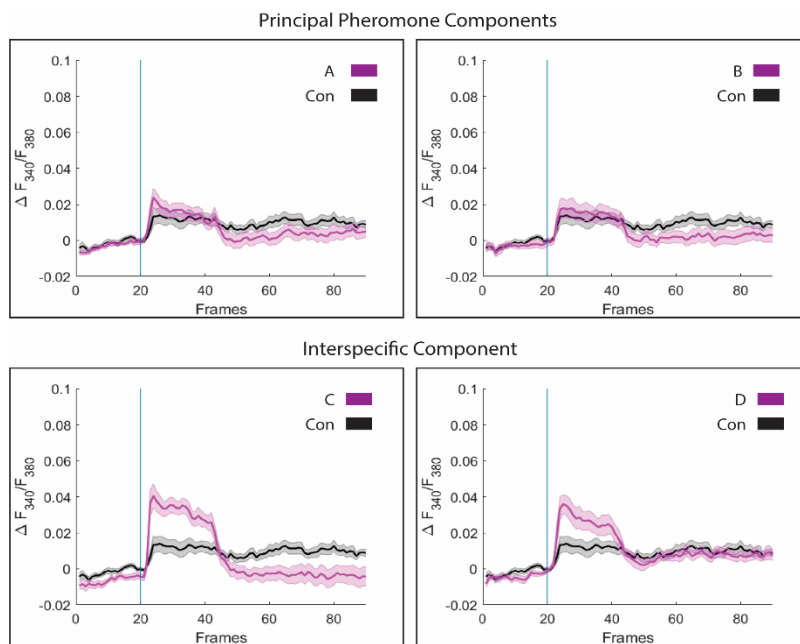 Principal Pheromone Components
0.1
0.08
0.06
0.04
0.02
0
-0.02
Δ F340/F380
0
20
40
60
80
Frames
A
Con
0.1
0.08
0.06
0.04
0.02
0
-0.02
Δ F340/F380
0
20
40
60
80
Frames
B
Con
Interspecific Component
0.1
0.08
0.06
0.04
0.02
0
-0.02
Δ F340/F380
0
20
40
60
80
Frames
C
Con
0.1
0.08
0.06
0.04
0.02
0
-0.02
Δ F340/F380
0
20
40
60
80
Frames
D
Con